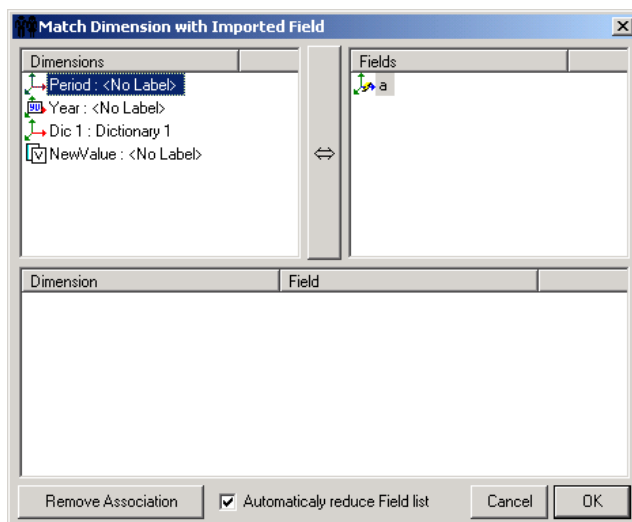 Match Dimension with Imported Field
Dimensions
Fields
Period : <No Label>
a
Year : <No Label>
Dic 1 : Dictionary 1
NewValue : <No Label>
⇔
Dimension
Field
Remove Association
Automaticaly reduce Field list
Cancel
OK